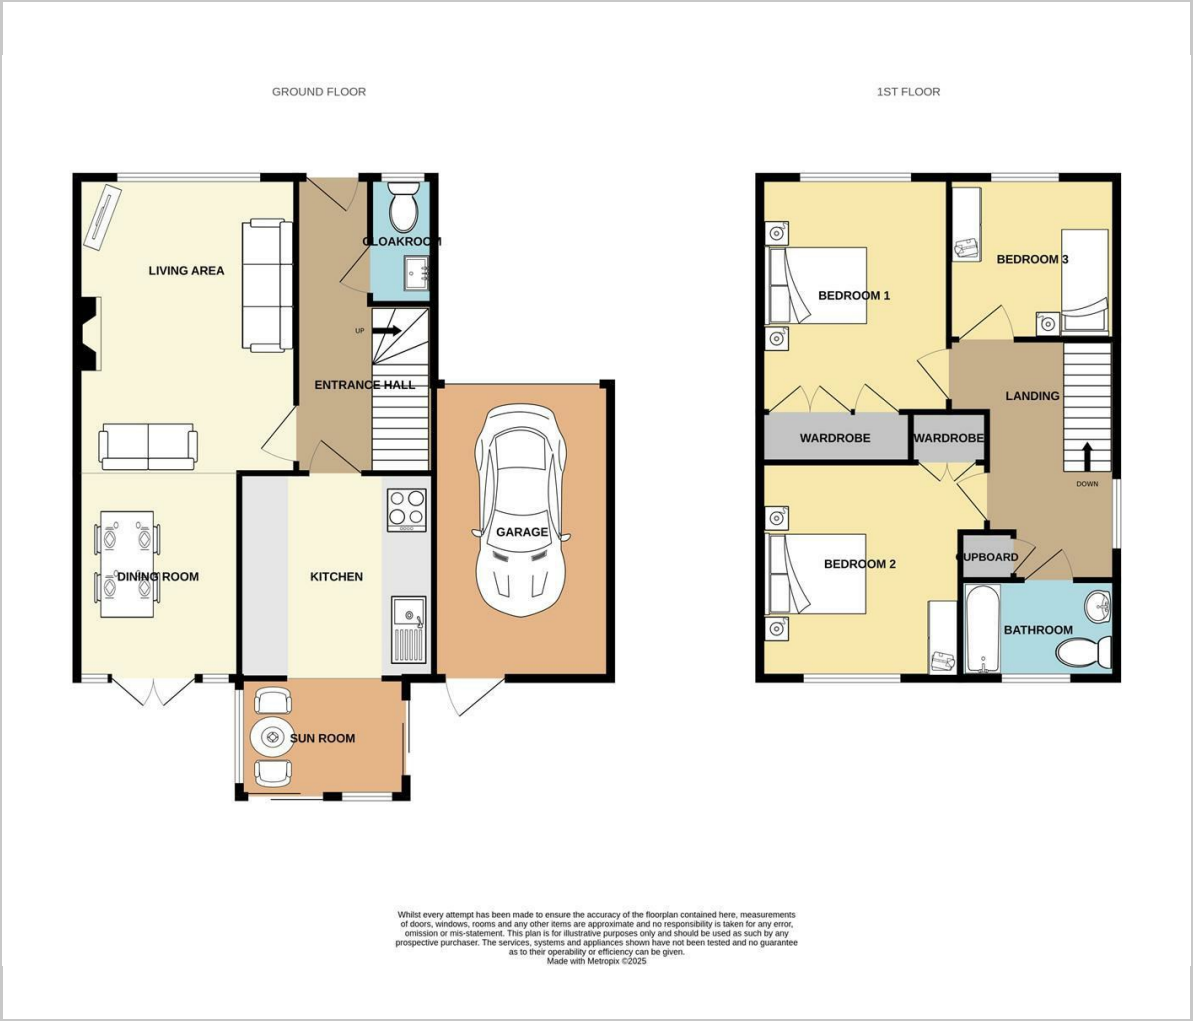 GROUND FLOOR
1ST FLOOR
LIVING AREA
CLOAKROOM
UP
ENTRANCE HALL
GARAGE
DINING ROOM
KITCHEN
SUN ROOM
BEDROOM 1
BEDROOM 3
LANDING
WARDROBE
WARDROBE
DOWN
BEDROOM 2
CUPBOARD
BATHROOM
Whilst every attempt has been made to ensure the accuracy of the floorplan contained here, measurements
of doors, windows, rooms and any other items are approximate and no responsibility is taken for any error,
omission or mis-statement. This plan is for illustrative purposes only and should be used as such by any
prospective purchaser. The services, systems and appliances shown have not been tested and no guarantee
as to their operability or efficiency can be given.
Made with Metropix ©2025